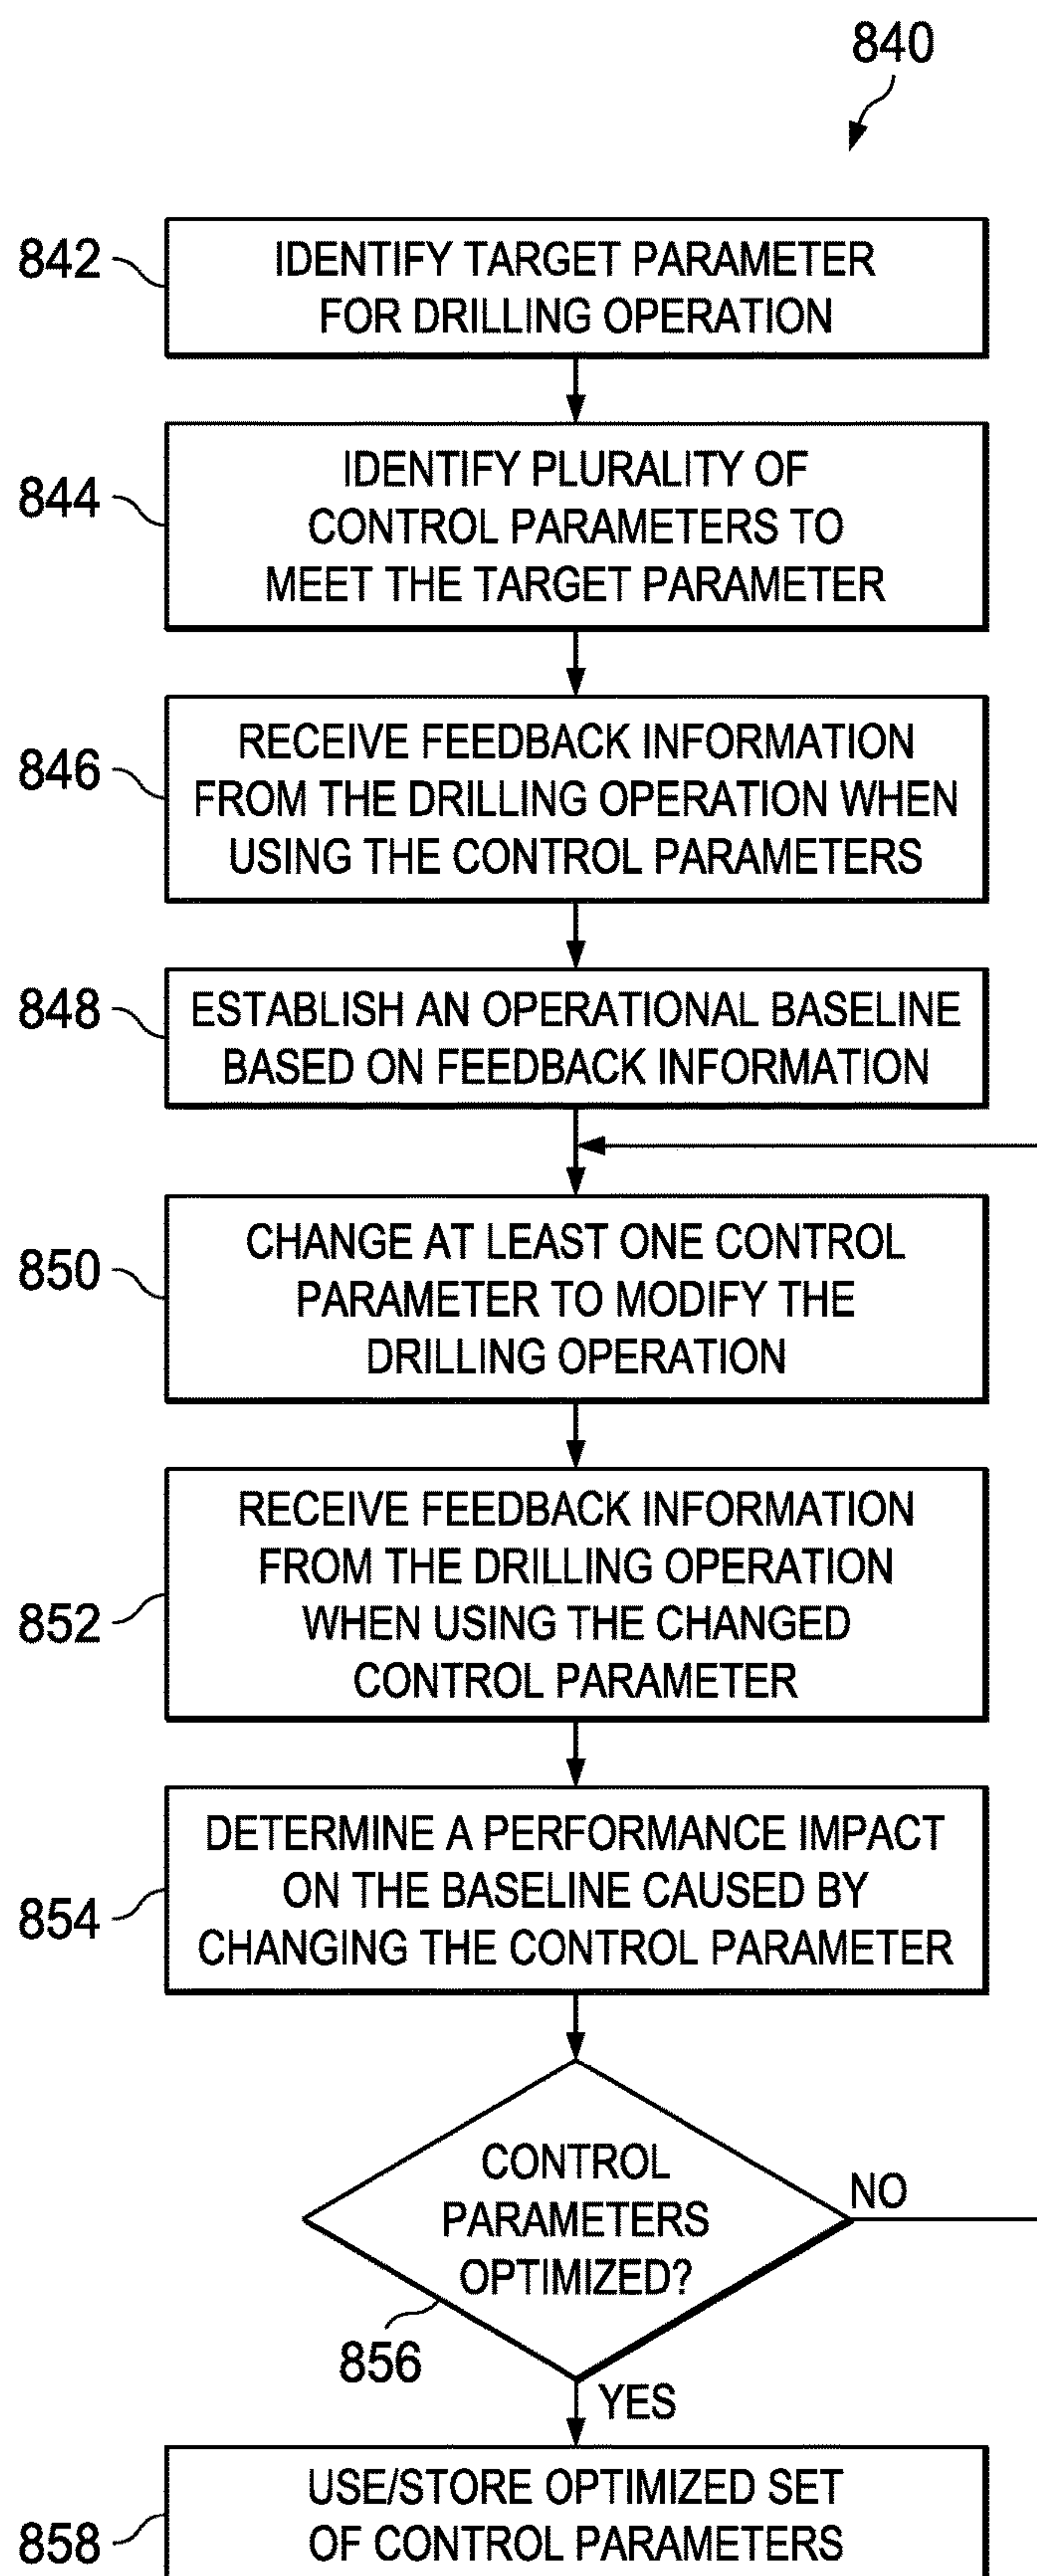 840
842
IDENTIFY TARGET PARAMETER
FOR DRILLING OPERATION
844
IDENTIFY PLURALITY OF
CONTROL PARAMETERS TO
MEET THE TARGET PARAMETER
846
RECEIVE FEEDBACK INFORMATION
FROM THE DRILLING OPERATION WHEN
USING THE CONTROL PARAMETERS
848
ESTABLISH AN OPERATIONAL BASELINE
BASED ON FEEDBACK INFORMATION
850
CHANGE AT LEAST ONE CONTROL
PARAMETER TO MODIFY THE
DRILLING OPERATION
852
RECEIVE FEEDBACK INFORMATION
FROM THE DRILLING OPERATION
WHEN USING THE CHANGED
CONTROL PARAMETER
854
DETERMINE A PERFORMANCE IMPACT
ON THE BASELINE CAUSED BY
CHANGING THE CONTROL PARAMETER
CONTROL
PARAMETERS
OPTIMIZED?
NO
856
YES
858
USE/STORE OPTIMIZED SET
OF CONTROL PARAMETERS